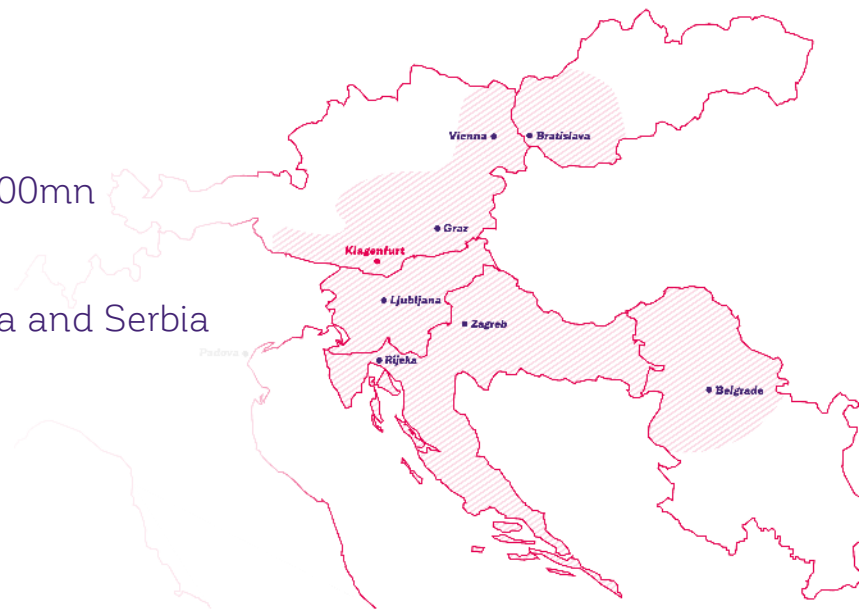 Vienna
Bratislava
00mn
Graz
Klagenfurt
Ljubljana
a and Serbia
Zagreb
Padova
Rijeka
Belgrade